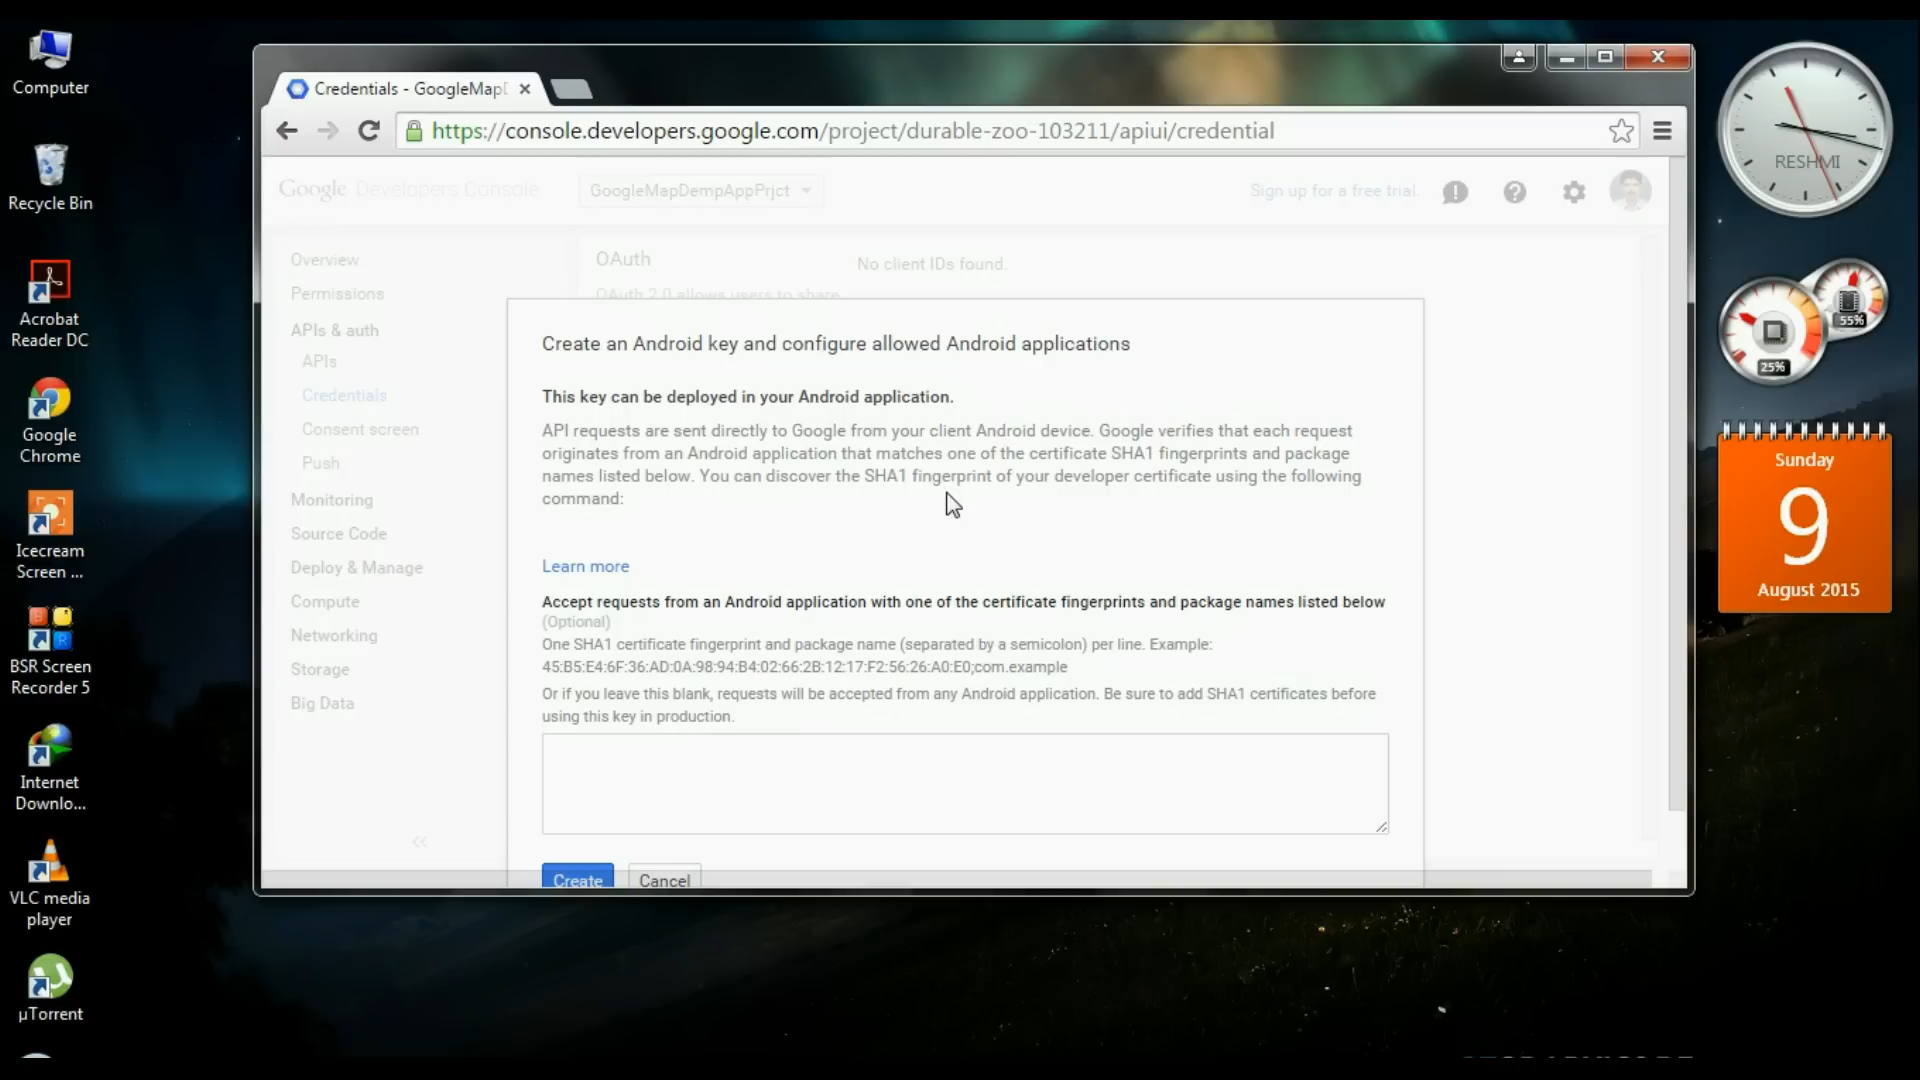 Computer
Recycle Bin
Acrobat
Reader DC
Google
Chrome
Icecream
Screen ...
BSR Screen
Recorder 5
Internet
Downlo...
VLC media
player
µTorrent
Credentials - GoogleMap
https://console.developers.google.com/project/durable-zoo-103211/apiui/credential
Google Developers Console
GoogleMapDempAppPrjct
Sign up for a free trial.
Overview
Permissions
APIs & auth
APIs
Credentials
Consent screen
Push
Monitoring
Source Code
Deploy & Manage
Compute
Networking
Storage
Big Data
OAuth
No client IDs found.
OAuth 2.0 allows users to share
Create an Android key and configure allowed Android applications
This key can be deployed in your Android application.
API requests are sent directly to Google from your client Android device. Google verifies that each request
originates from an Android application that matches one of the certificate SHA1 fingerprints and package
names listed below. You can discover the SHA1 fingerprint of your developer certificate using the following
command:
Learn more
Accept requests from an Android application with one of the certificate fingerprints and package names listed below
(Optional)
One SHA1 certificate fingerprint and package name (separated by a semicolon) per line. Example:
45:B5:E4:6F:36:AD:0A:98:94:B4:02:66:2B:12:17:F2:56:26:A0:E0;com.example
Or if you leave this blank, requests will be accepted from any Android application. Be sure to add SHA1 certificates before
using this key in production.
Create
Cancel
RESHMI
55%
25%
Sunday
9
August 2015